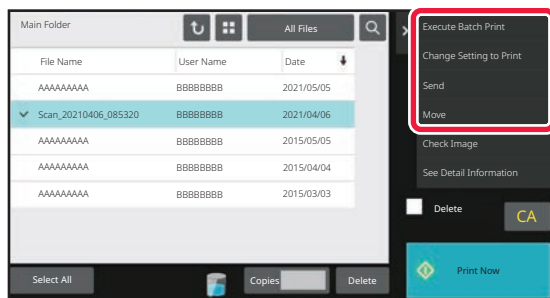 Main Folder
All Files
File Name User Name Date
AAAAAAAAA BBBBBBBB 2021/05/05
Scan_20210406_085320 BBBBBBBB 2021/04/06
AAAAAAAAA BBBBBBBB 2015/05/05
AAAAAAAAA BBBBBBBB 2015/04/04
AAAAAAAAA BBBBBBBB 2015/03/03
Select All
Copies
Delete
Execute Batch Print
Change Setting to Print
Send
Move
Check Image
See Detail Information
Delete
CA
Print Now